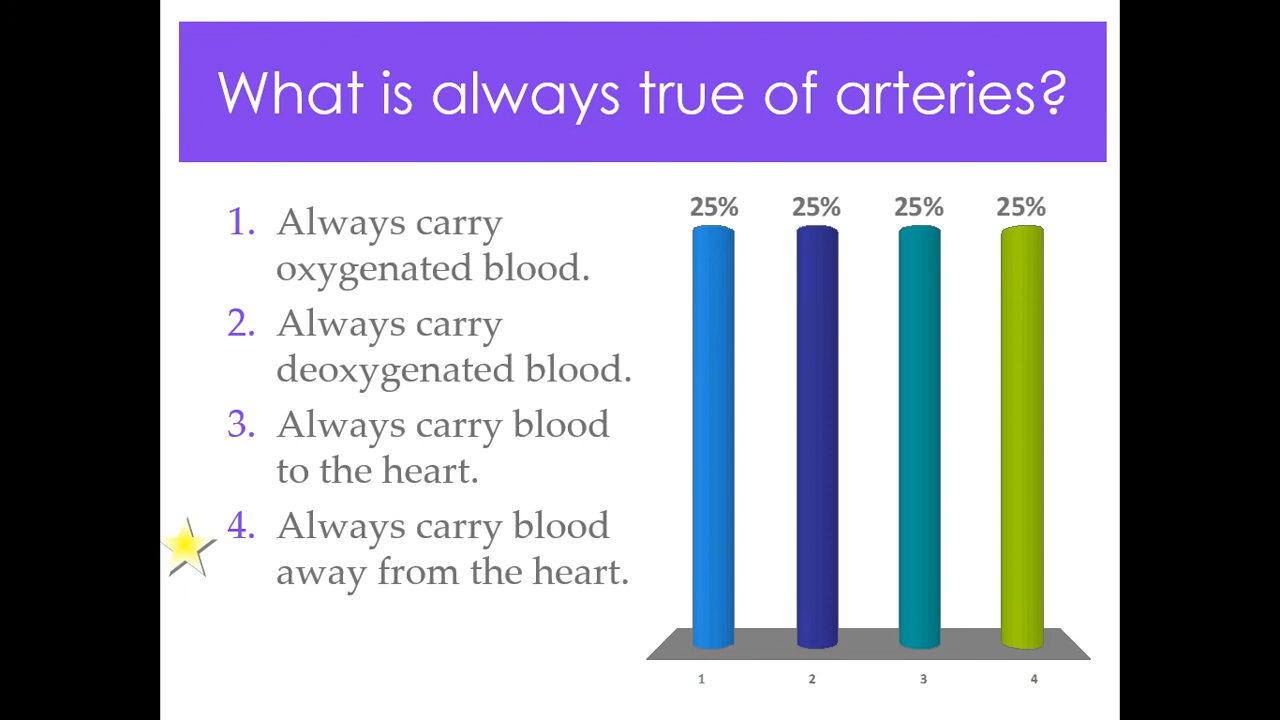 What is always true of arteries?
1. Always carry
oxygenated blood.
2. Always carry
deoxygenated blood.
3. Always carry blood
to the heart.
4. Always carry blood
away from the heart.
25% 25% 25% 25%
1 2 3 4